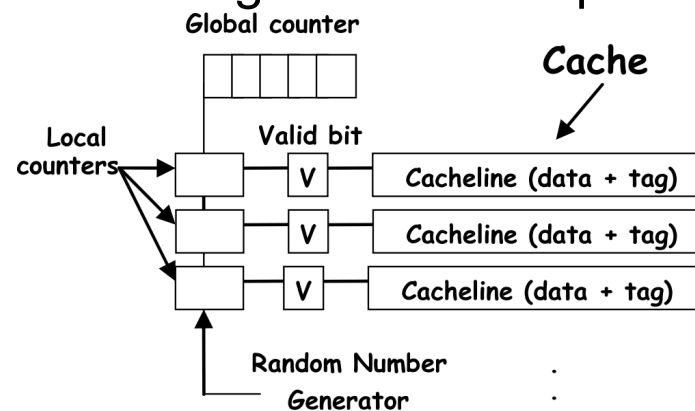 Global counter
Cache
Local
counters
Valid bit
V
Cacheline (data + tag)
V
Cacheline (data + tag)
V
Cacheline (data + tag)
Random Number
Generator
: